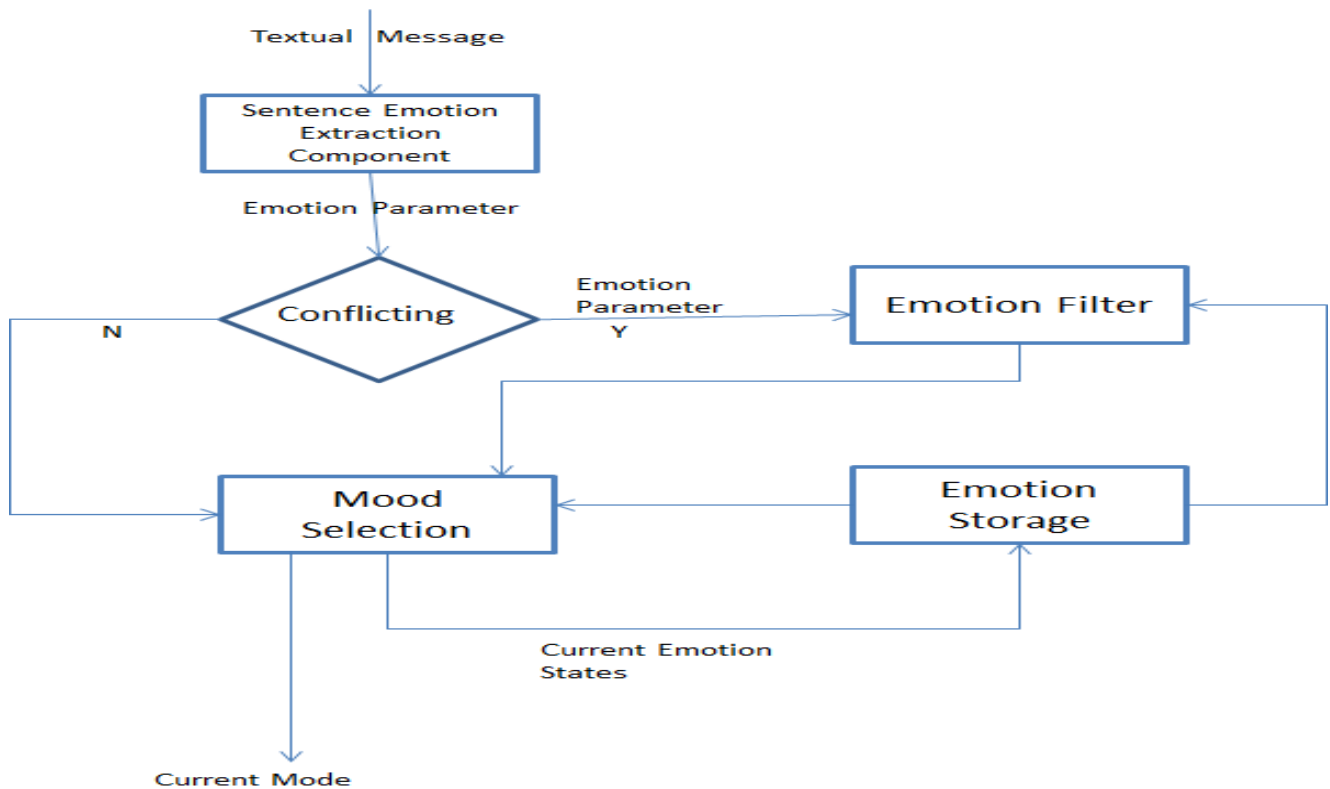 Textual Message
Sentence Emotion
Extraction
Component
Emotion Parameter
Conflicting
Emotion
Parameter
Y
N
Emotion Filter
Mood
Selection
Emotion
Storage
Current Emotion
States
Current Mode